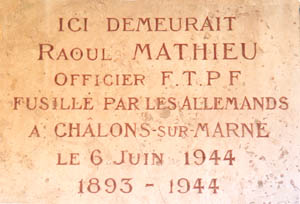 ICI DEMEURAIT
RAOUL MATHIEU
OFFICIER F.T.P.F
FUSILLÉ PAR LES ALLEMANDS
A CHÂLONS-SUR-MARNE
LE 6 JUIN 1944
1893 - 1944